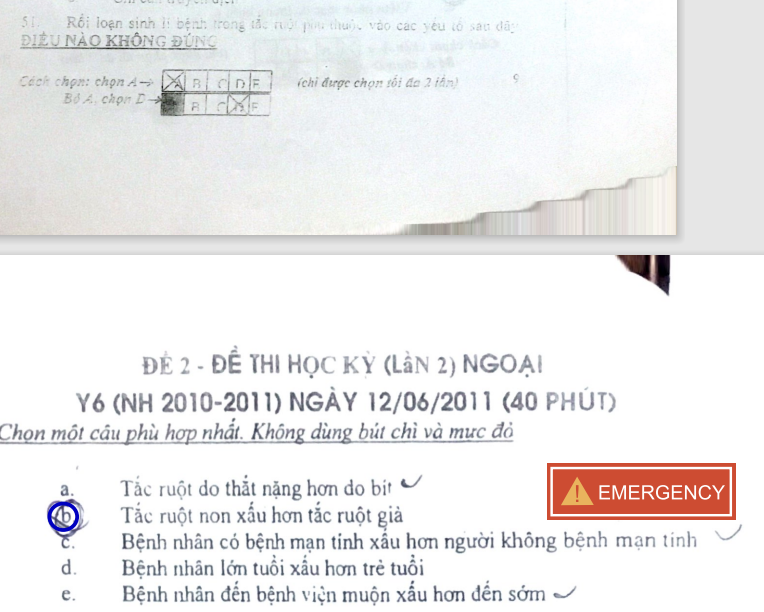 51. Rối loạn sinh lí bệnh trong tắc ruột phụ thuộc vào các yếu tố sau đây
ĐIỀU NÀO KHÔNG ĐÚNG
Cách chọn: chọn A→ A B C D E (chỉ được chọn tối đa 2 lần) 9
Bỏ A, chọn D → B C D E
ĐỀ 2 - ĐỀ THI HỌC KỲ (LẦN 2) NGOẠI
Y6 (NH 2010-2011) NGÀY 12/06/2011 (40 PHÚT)
Chọn một câu phù hợp nhất. Không dùng bút chì và mực đỏ
a. Tắc ruột do thắt nặng hơn do bít
EMERGENCY
b. Tắc ruột non xấu hơn tắc ruột già
c. Bệnh nhân có bệnh mạn tính xấu hơn người không bệnh mạn tính
d. Bệnh nhân lớn tuổi xấu hơn trẻ tuổi
e. Bệnh nhân đến bệnh viện muộn xấu hơn đến sớm